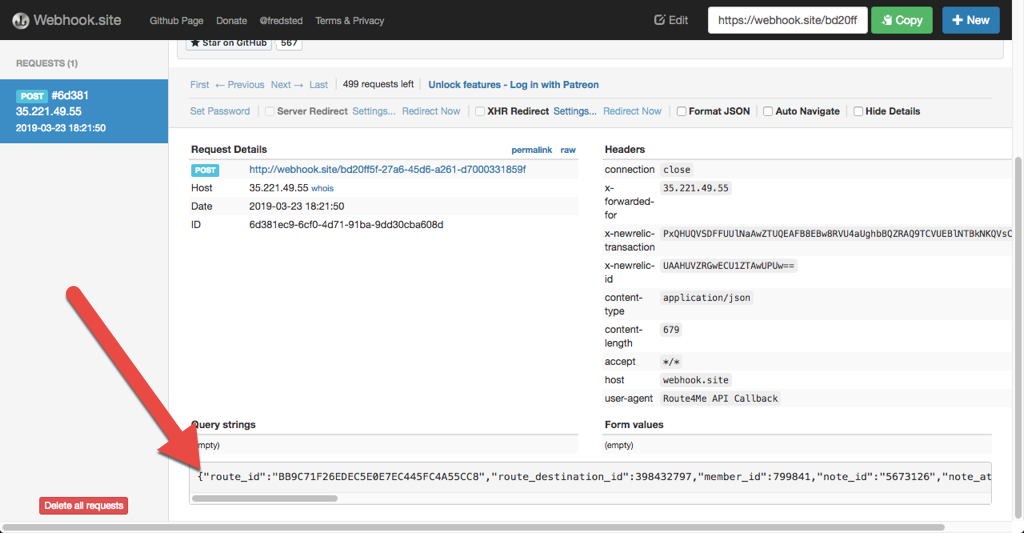 Webhook.site Github Page Donate @fredsted Terms & Privacy Edit https://webhook.site/bd20ff Copy New
Star on GitHub 567
REQUESTS (1)
POST #6d381
35.221.49.55
2019-03-23 18:21:50
First ← Previous Next → Last 499 requests left Unlock features - Log in with Patreon
Set Password Server Redirect Settings... Redirect Now XHR Redirect Settings... Redirect Now Format JSON Auto Navigate Hide Details
Request Details permalink raw
POST http://webhook.site/bd20ff5f-27a6-45d6-a261-d7000331859f
Host 35.221.49.55 whois
Date 2019-03-23 18:21:50
ID 6d381ec9-6cf0-4d71-91ba-9dd30cba608d
Headers
connection close
x-forwarded-for 35.221.49.55
x-newrelic-transaction PxQHUQVSDFFUUlNaAwZTUQEAFB8EBw8RVU4aUghbBQZRAQ9TCVUEBlNTBkNKQVsC
x-newrelic-id UAAHUVZRGwECU1ZTAwUPUw==
content-type application/json
content-length 679
accept */*
host webhook.site
user-agent Route4Me API Callback
Query strings
mpty)
Form values
(empty)
{"route_id":"BB9C71F26EDEC5E0E7EC445FC4A55CC8","route_destination_id":398432797,"member_id":799841,"note_id":"5673126","note_at
Delete all requests